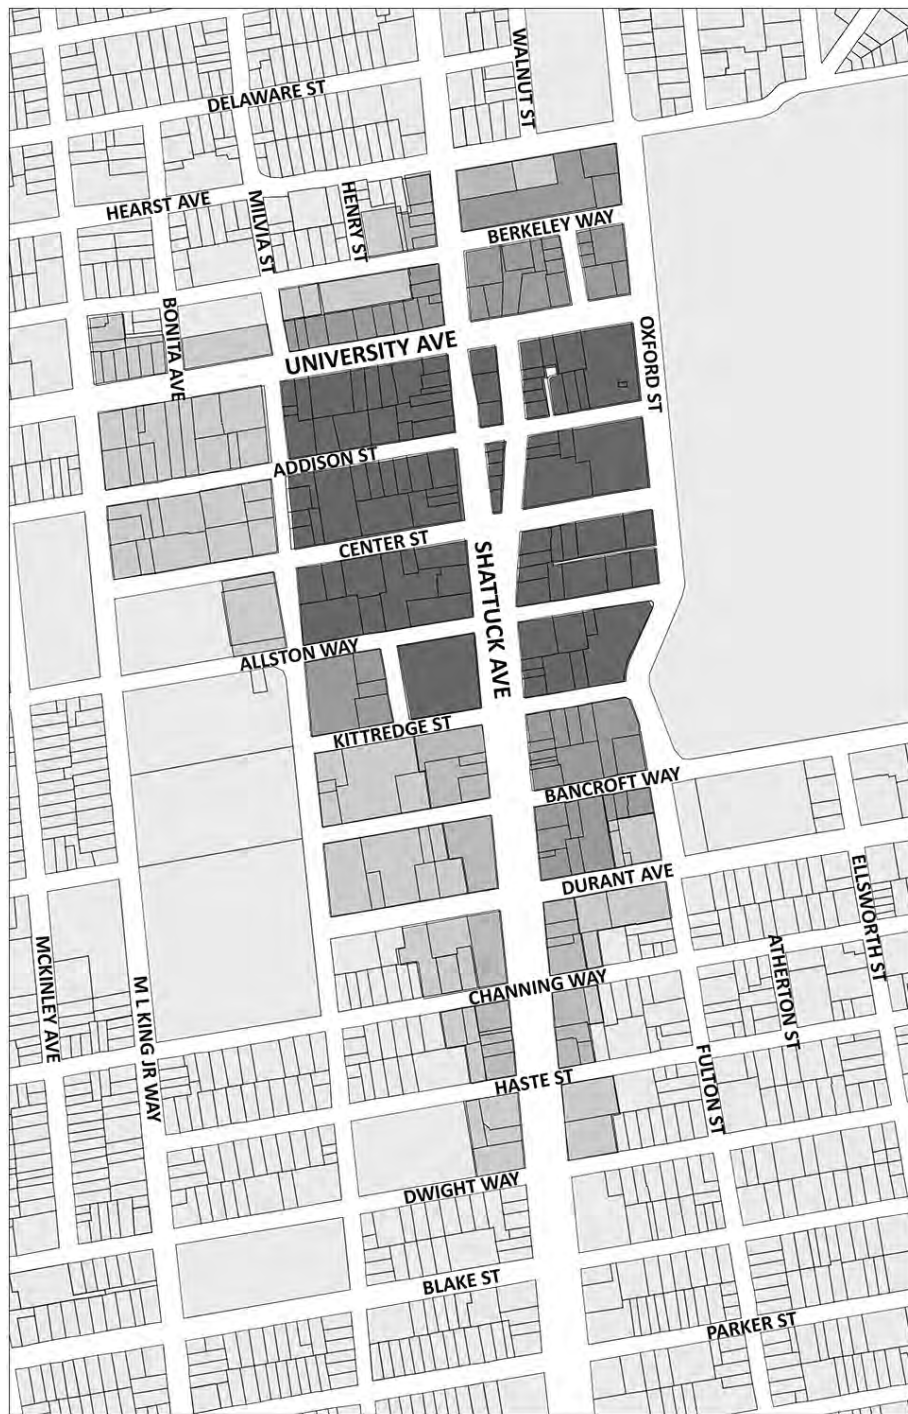 WALNUT ST
DELAWARE ST
HEARST AVE
MILVIA ST
HENRY ST
BERKELEY WAY
BONITA AVE
UNIVERSITY AVE
OXFORD ST
ADDISON ST
CENTER ST
SHATTUCK AVE
ALLSTON WAY
KITTREDGE ST
BANCROFT WAY
DURANT AVE
ELLSWORTH ST
MCKINLEY AVE
M L KING JR WAY
CHANNING WAY
ATHERTON ST
HASTE ST
FULTON ST
DWIGHT WAY
BLAKE ST
PARKER ST